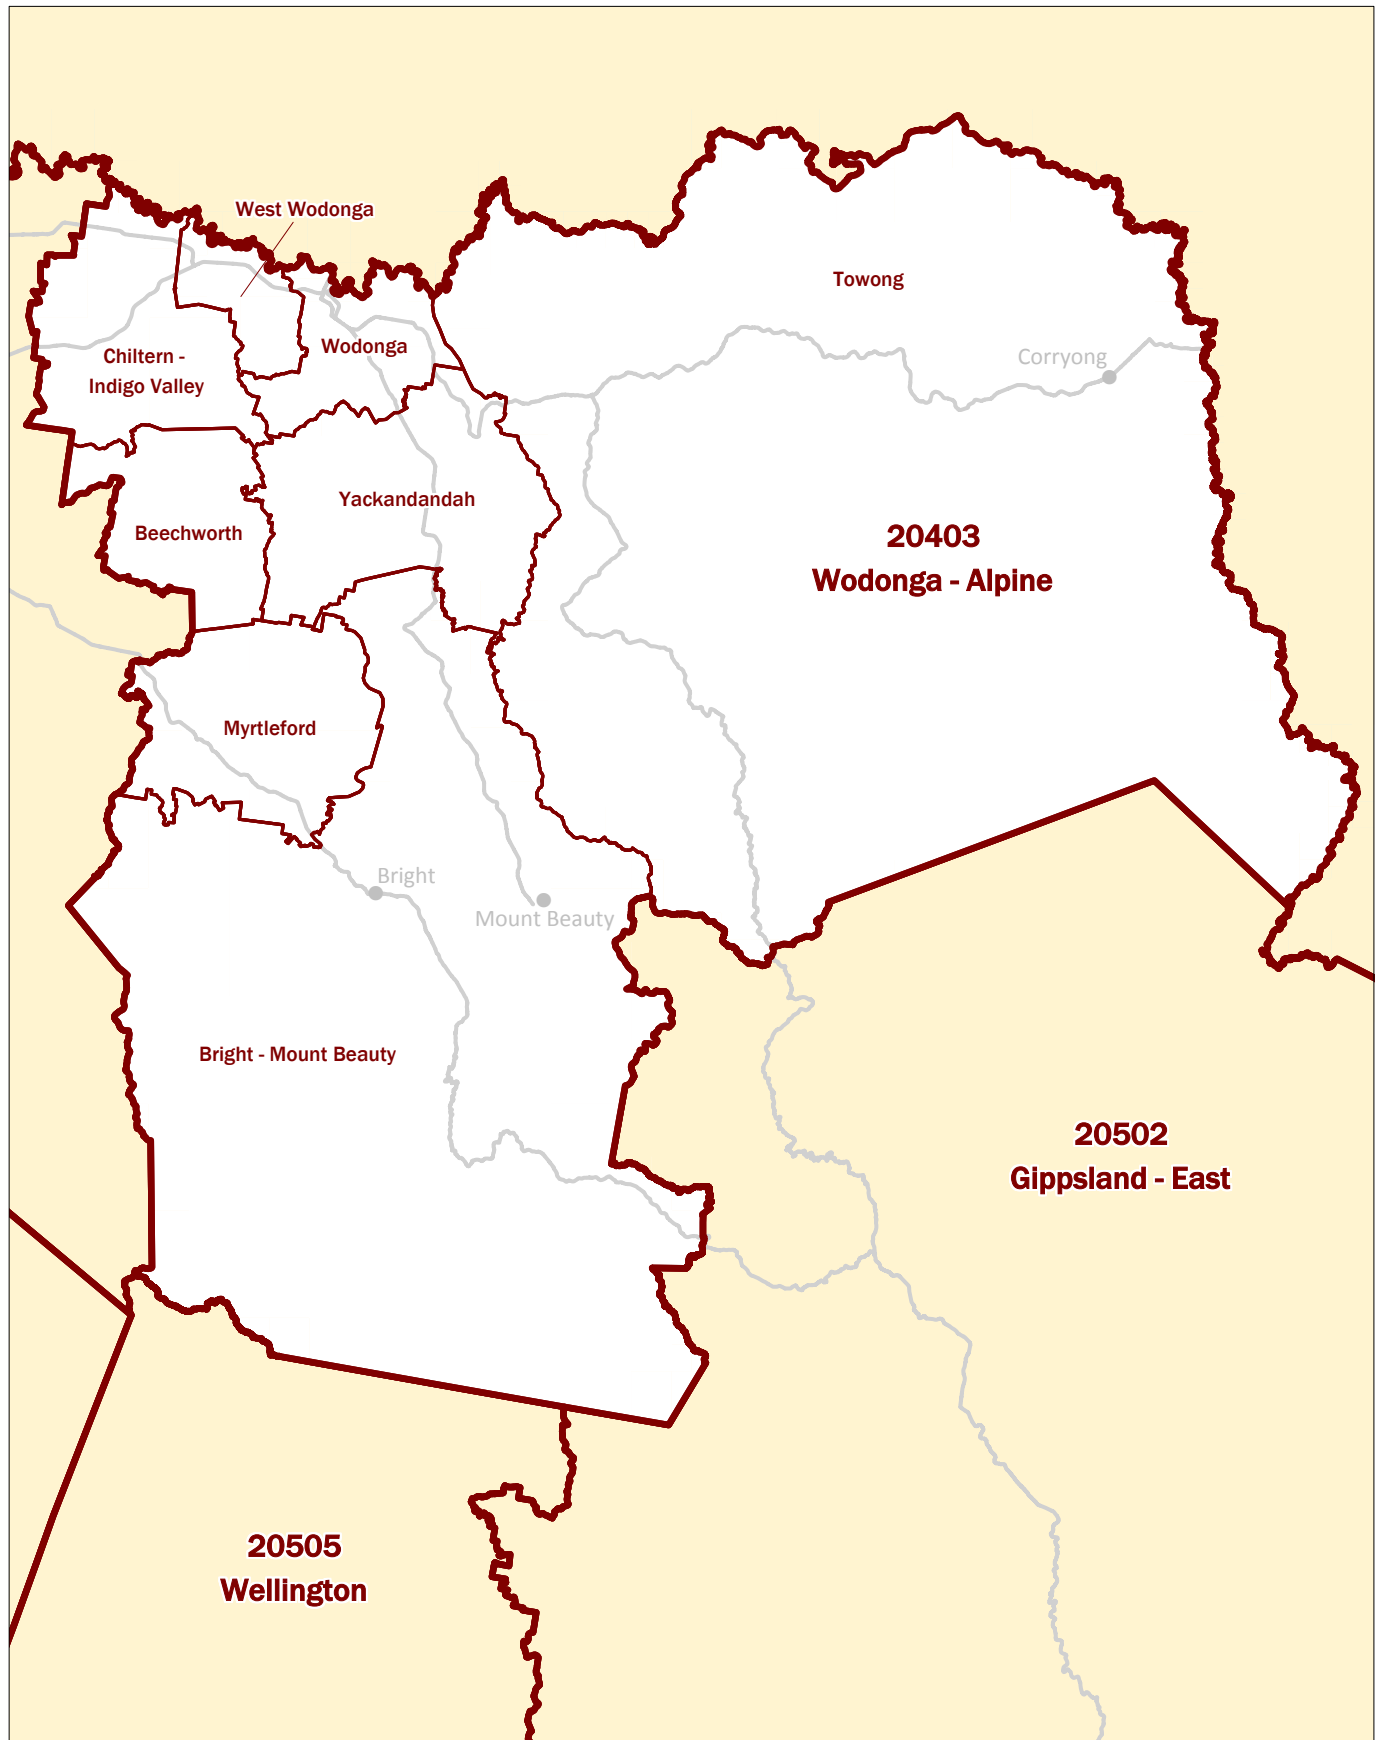 West Wodonga
Towong
Wodonga
Chiltern -
Indigo Valley
Corryong
Yackandandah
Beechworth
20403
Wodonga - Alpine
Myrtleford
Bright
Mount Beauty
Bright - Mount Beauty
20502
Gippsland - East
20505
Wellington